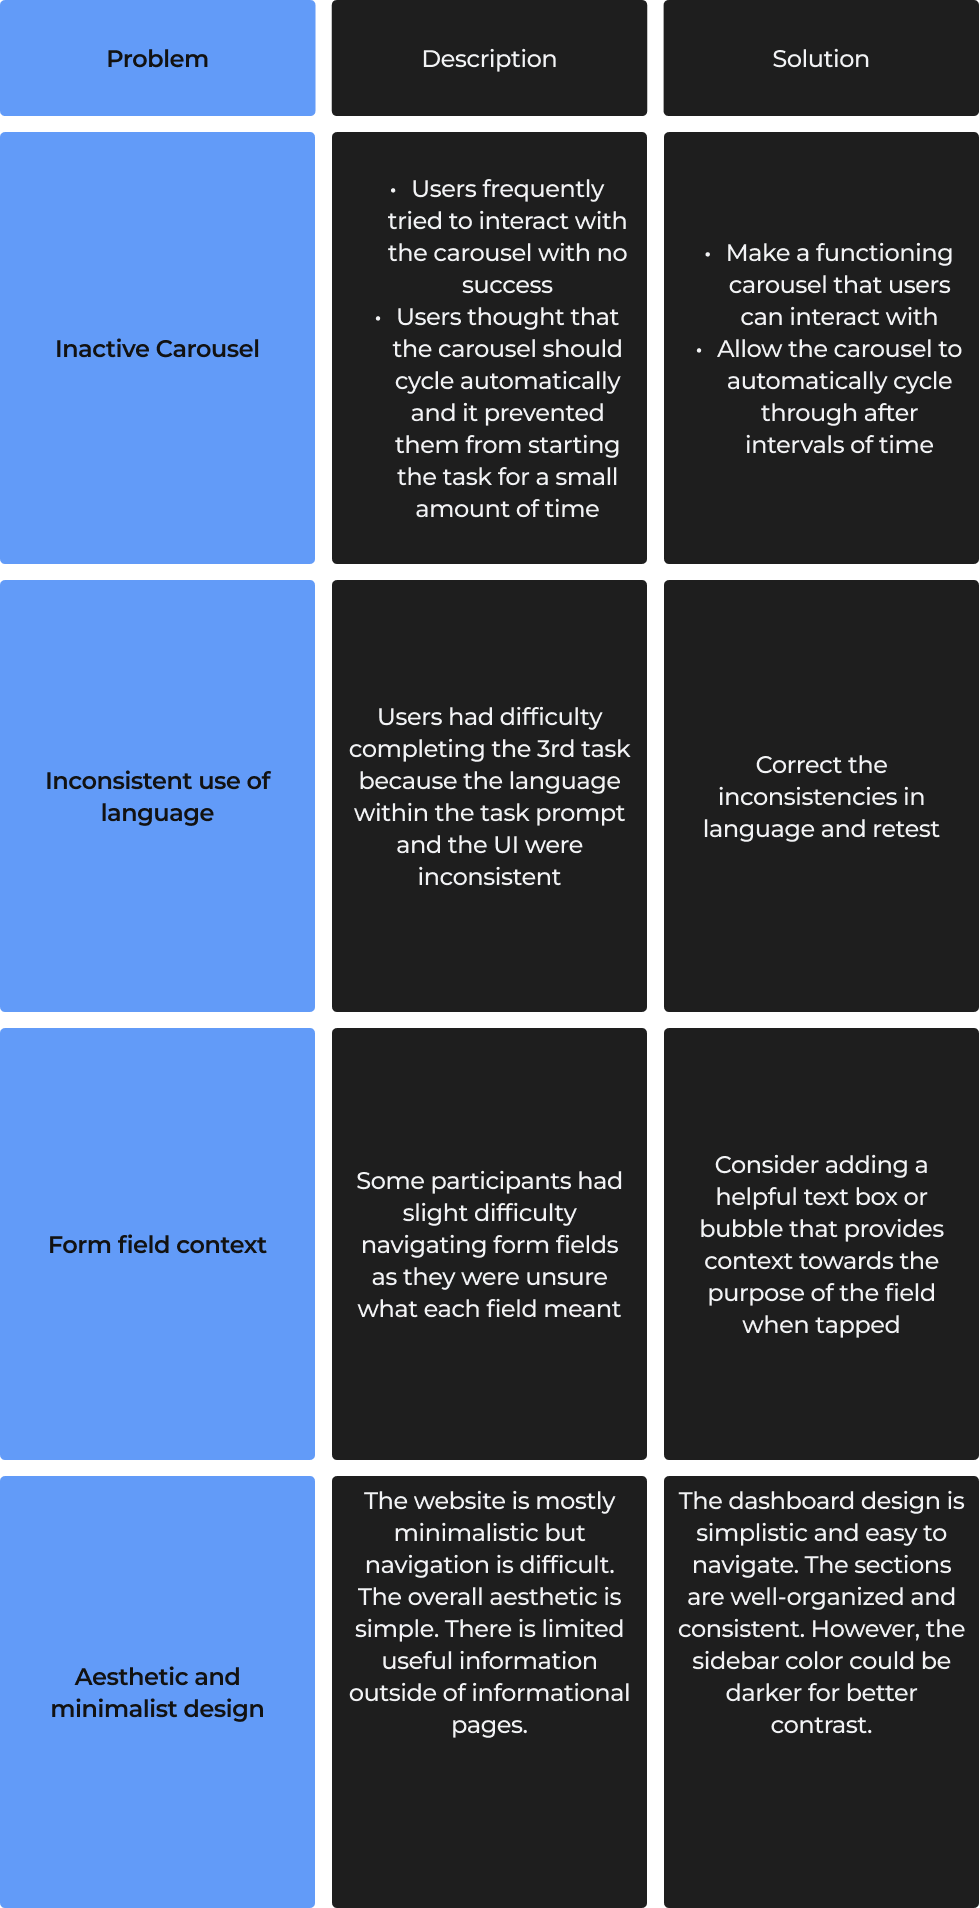 Problem
Description
Solution
Inactive Carousel
• Users frequently
tried to interact with
the carousel with no
success
• Users thought that
the carousel should
cycle automatically
and it prevented
them from starting
the task for a small
amount of time
• Make a functioning
carousel that users
can interact with
• Allow the carousel to
automatically cycle
through after
intervals of time
Inconsistent use of
language
Users had difficulty
completing the 3rd task
because the language
within the task prompt
and the UI were
inconsistent
Correct the
inconsistencies in
language and retest
Form field context
Some participants had
slight difficulty
navigating form fields
as they were unsure
what each field meant
Consider adding a
helpful text box or
bubble that provides
context towards the
purpose of the field
when tapped
Aesthetic and
minimalist design
The website is mostly
minimalistic but
navigation is difficult.
The overall aesthetic is
simple. There is limited
useful information
outside of informational
pages.
The dashboard design is
simplistic and easy to
navigate. The sections
are well-organized and
consistent. However, the
sidebar color could be
darker for better
contrast.